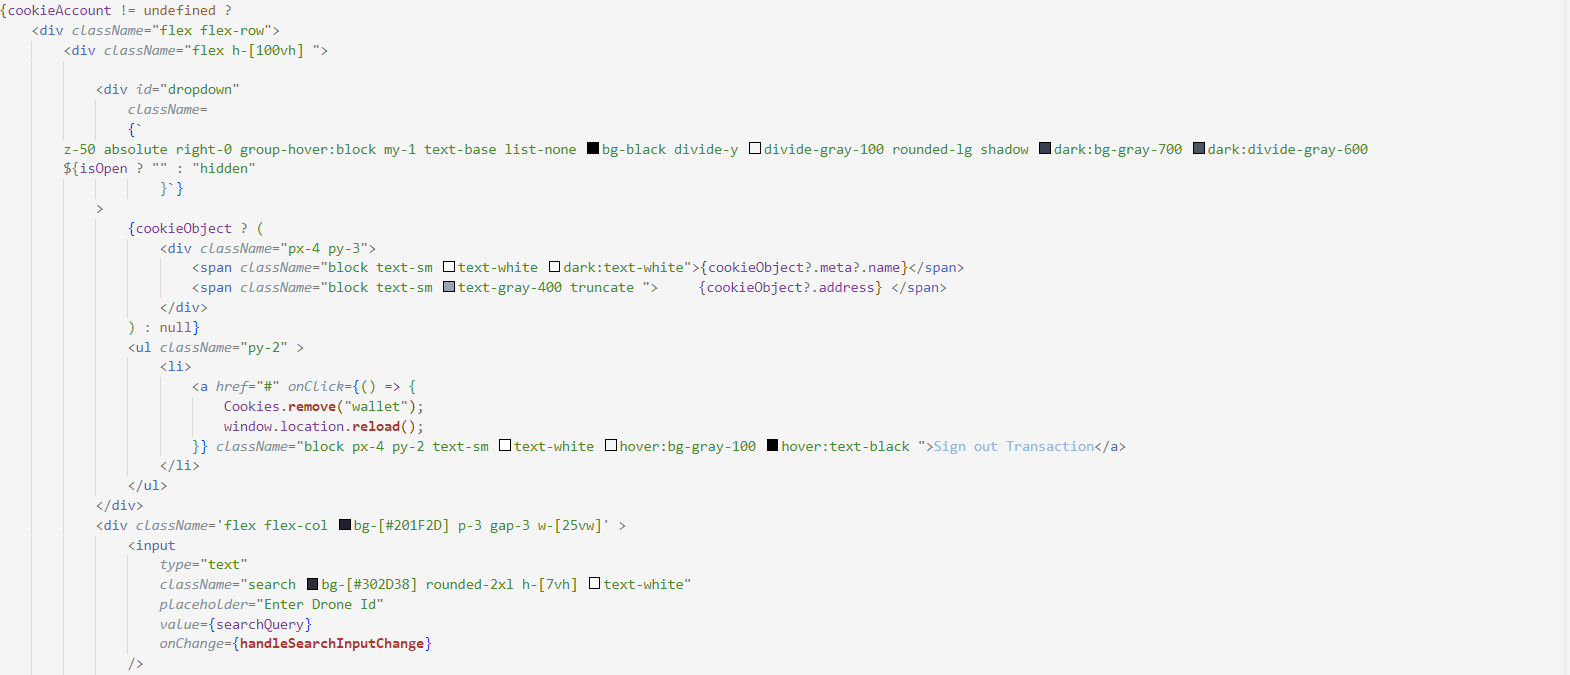 {cookieAccount != undefined ?
<div className="flex flex-row">
<div className="flex h-[100vh] ">
<div id="dropdown"
className=
{`
z-50 absolute right-0 group-hover:block my-1 text-base list-none bg-black divide-y divide-gray-100 rounded-lg shadow dark:bg-gray-700 dark:divide-gray-600
${isOpen ? "" : "hidden"
}`}
>
{cookieObject ? (
<div className="px-4 py-3">
<span className="block text-sm text-white dark:text-white">{cookieObject?.meta?.name}</span>
<span className="block text-sm text-gray-400 truncate "> {cookieObject?.address} </span>
</div>
) : null}
<ul className="py-2" >
<li>
<a href="#" onClick={() => {
Cookies.remove("wallet");
window.location.reload();
}} className="block px-4 py-2 text-sm text-white hover:bg-gray-100 hover:text-black ">Sign out Transaction</a>
</li>
</ul>
</div>
<div className='flex flex-col bg-[#201F2D] p-3 gap-3 w-[25vw]' >
<input
type="text"
className="search bg-[#302D38] rounded-2xl h-[7vh] text-white"
placeholder="Enter Drone Id"
value={searchQuery}
onChange={handleSearchInputChange}
/>